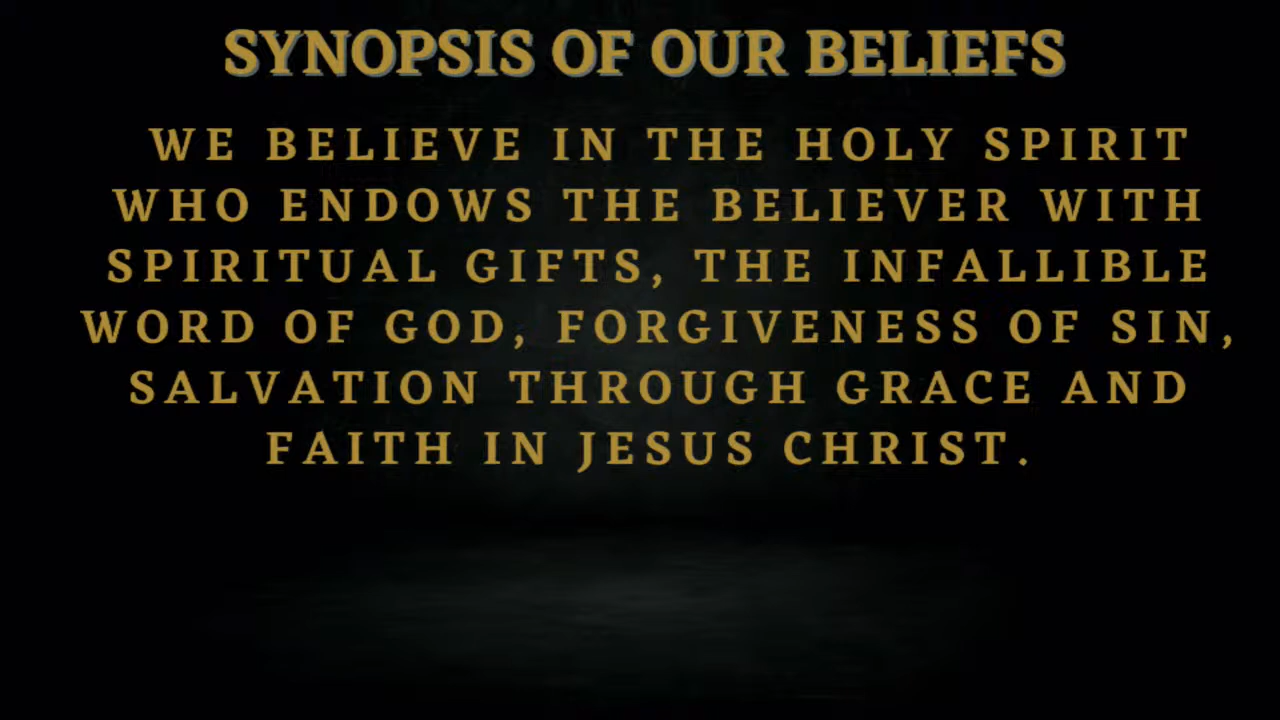 SYNOPSIS OF OUR BELIEFS
WE BELIEVE IN THE HOLY SPIRIT
WHO ENDOWS THE BELIEVER WITH
SPIRITUAL GIFTS, THE INFALLIBLE
WORD OF GOD, FORGIVENESS OF SIN,
SALVATION THROUGH GRACE AND
FAITH IN JESUS CHRIST.